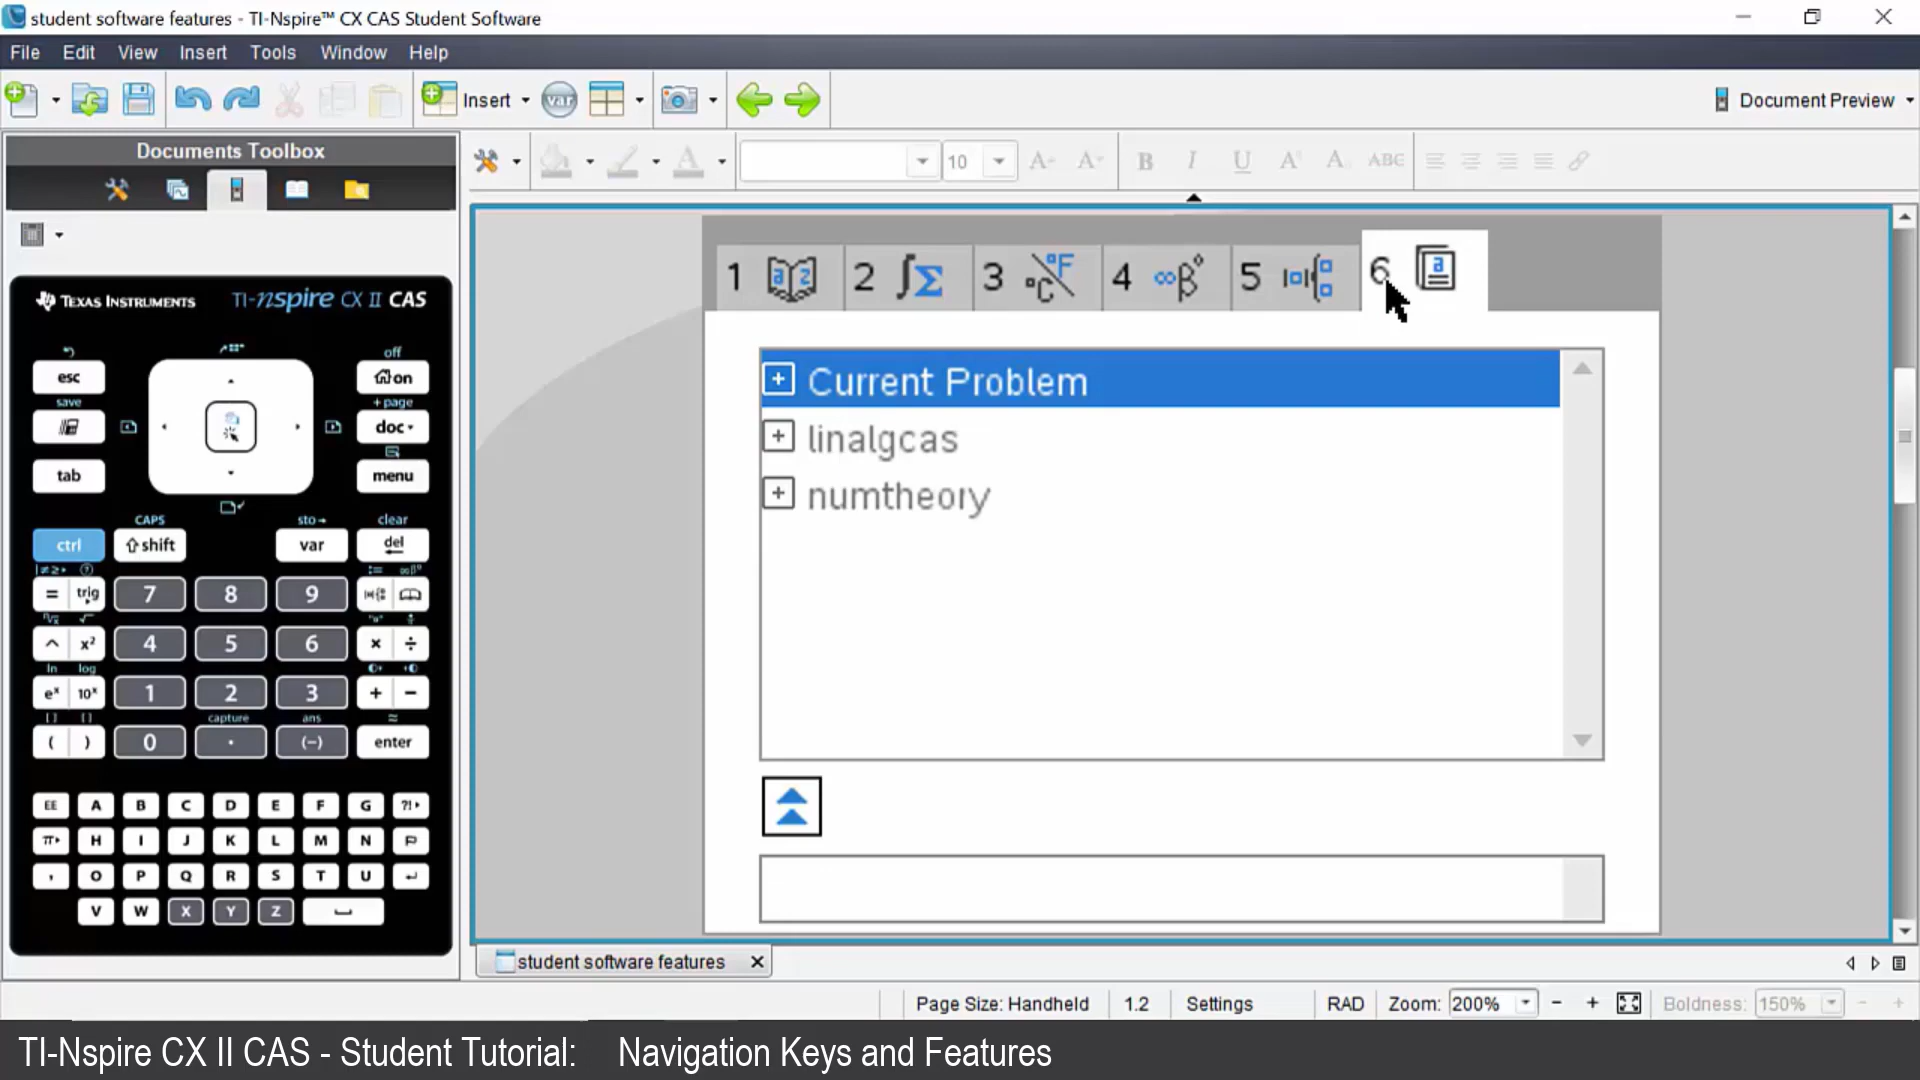 student software features - TI-Nspire™ CX CAS Student Software
File Edit View Insert Tools Window Help
Insert var Document Preview
Documents Toolbox
10 A A B I U A A ABC
TEXAS INSTRUMENTS TI-nspire CX II CAS
1 a z 2 ∫Σ 3 °C °F 4 ∞β° 5 6 a
off
esc on
save + page
doc
tab menu
CAPS sto→ clear
ctrl shift var del
= trig 7 8 9
^ x² 4 5 6 × ÷
ln log
eˣ 10ˣ 1 2 3 + −
[ ] { } capture ans ≈
( ) 0 . (−) enter
EE A B C D E F G ?!▸
π▸ H I J K L M N
, O P Q R S T U
V W X Y Z
Current Problem
linalgcas
numtheory
student software features
Page Size: Handheld 1.2 Settings RAD Zoom: 200% − + Boldness: 150% − +
TI-Nspire CX II CAS - Student Tutorial: Navigation Keys and Features